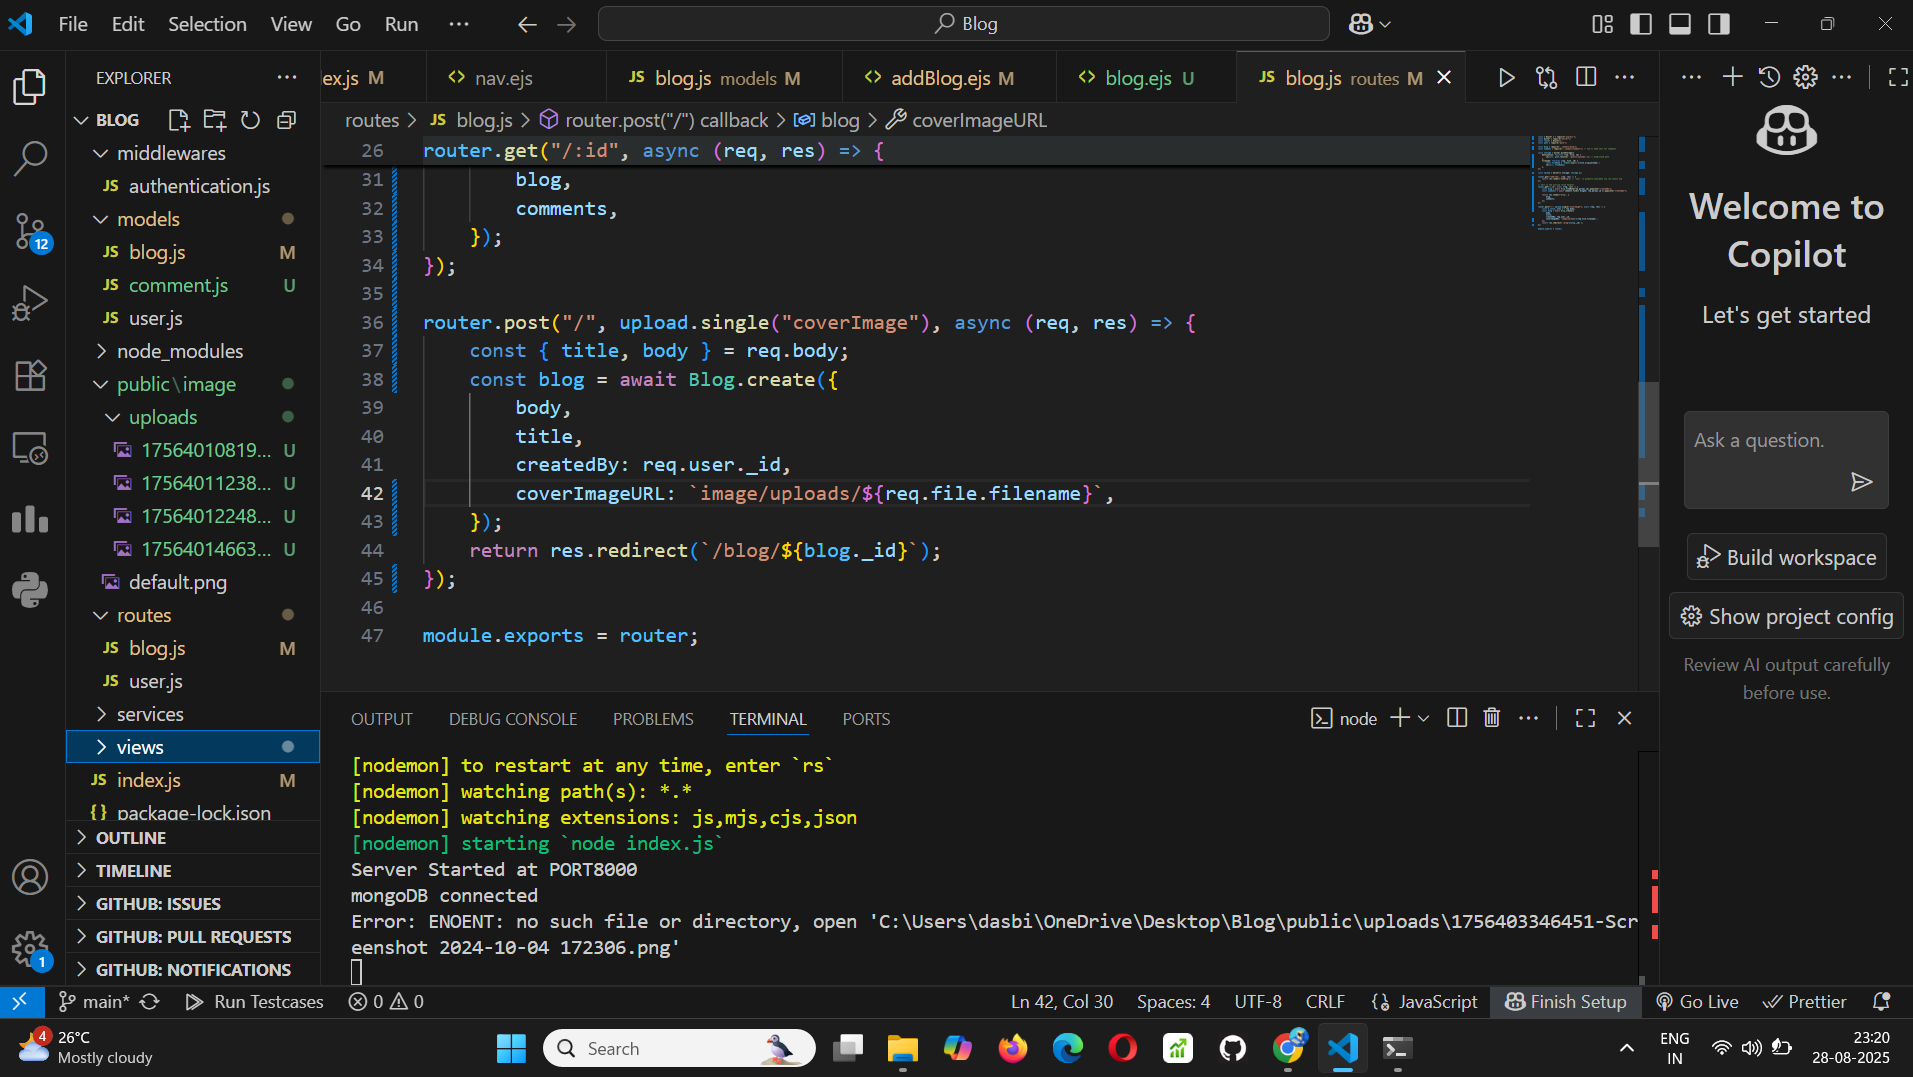 File Edit Selection View Go Run ··· Blog
EXPLORER ···
ex.js M
nav.ejs
JS blog.js models M
addBlog.ejs M
blog.ejs U
JS blog.js routes M
BLOG
middlewares
JS authentication.js
models
JS blog.js M
JS comment.js U
JS user.js
node_modules
public\image
uploads
17564010819... U
17564011238... U
17564012248... U
17564014663... U
default.png
routes
JS blog.js M
JS user.js
services
views
JS index.js M
{} package-lock.json
OUTLINE
TIMELINE
GITHUB: ISSUES
GITHUB: PULL REQUESTS
GITHUB: NOTIFICATIONS
12
1
routes > JS blog.js > router.post("/") callback > blog > coverImageURL
26 router.get("/:id", async (req, res) => {
31 blog,
32 comments,
33 });
34 });
35
36 router.post("/", upload.single("coverImage"), async (req, res) => {
37 const { title, body } = req.body;
38 const blog = await Blog.create({
39 body,
40 title,
41 createdBy: req.user._id,
42 coverImageURL: `image/uploads/${req.file.filename}`,
43 });
44 return res.redirect(`/blog/${blog._id}`);
45 });
46
47 module.exports = router;
OUTPUT DEBUG CONSOLE PROBLEMS TERMINAL PORTS
node
[nodemon] to restart at any time, enter `rs`
[nodemon] watching path(s): *.*
[nodemon] watching extensions: js,mjs,cjs,json
[nodemon] starting `node index.js`
Server Started at PORT8000
mongoDB connected
Error: ENOENT: no such file or directory, open 'C:\Users\dasbi\OneDrive\Desktop\Blog\public\uploads\1756403346451-Scr
eenshot 2024-10-04 172306.png'
Welcome to
Copilot
Let's get started
Ask a question.
Build workspace
Show project config
Review AI output carefully
before use.
main* Run Testcases 0 0 Ln 42, Col 30 Spaces: 4 UTF-8 CRLF {} JavaScript Finish Setup Go Live Prettier
4
26°C
Mostly cloudy
Search
ENG
IN
23:20
28-08-2025